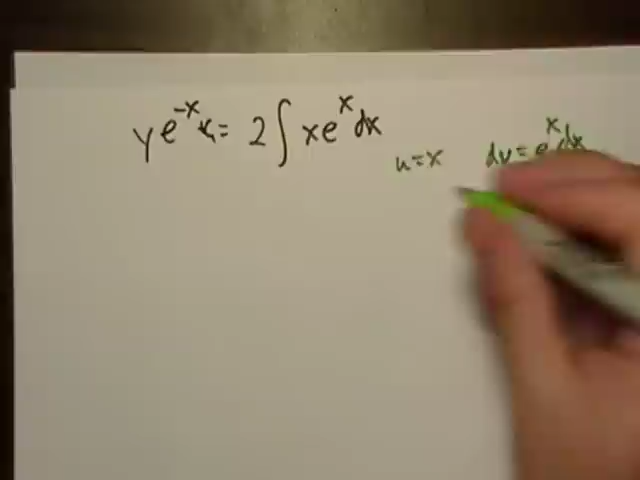 ye^{-x} = 2∫xe^x dx
u=x dv=e^x dx